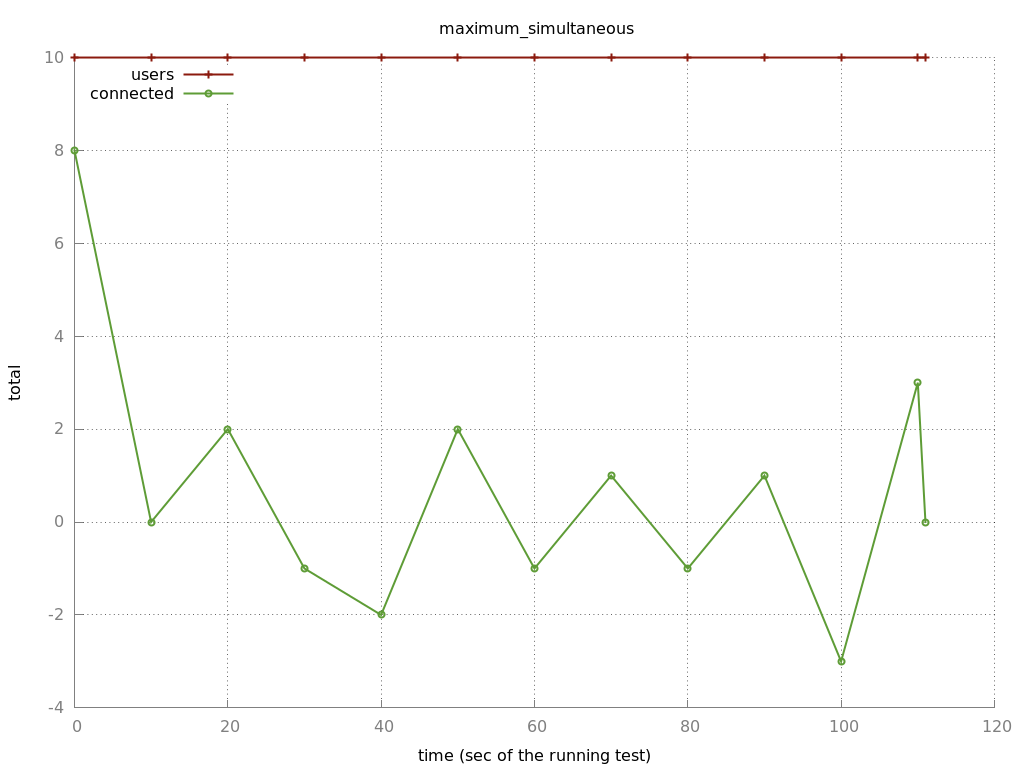 maximum_simultaneous
10
users
connected
8
6
4
total
2
0
-2
-4
0 20 40 60 80 100 120
time (sec of the running test)